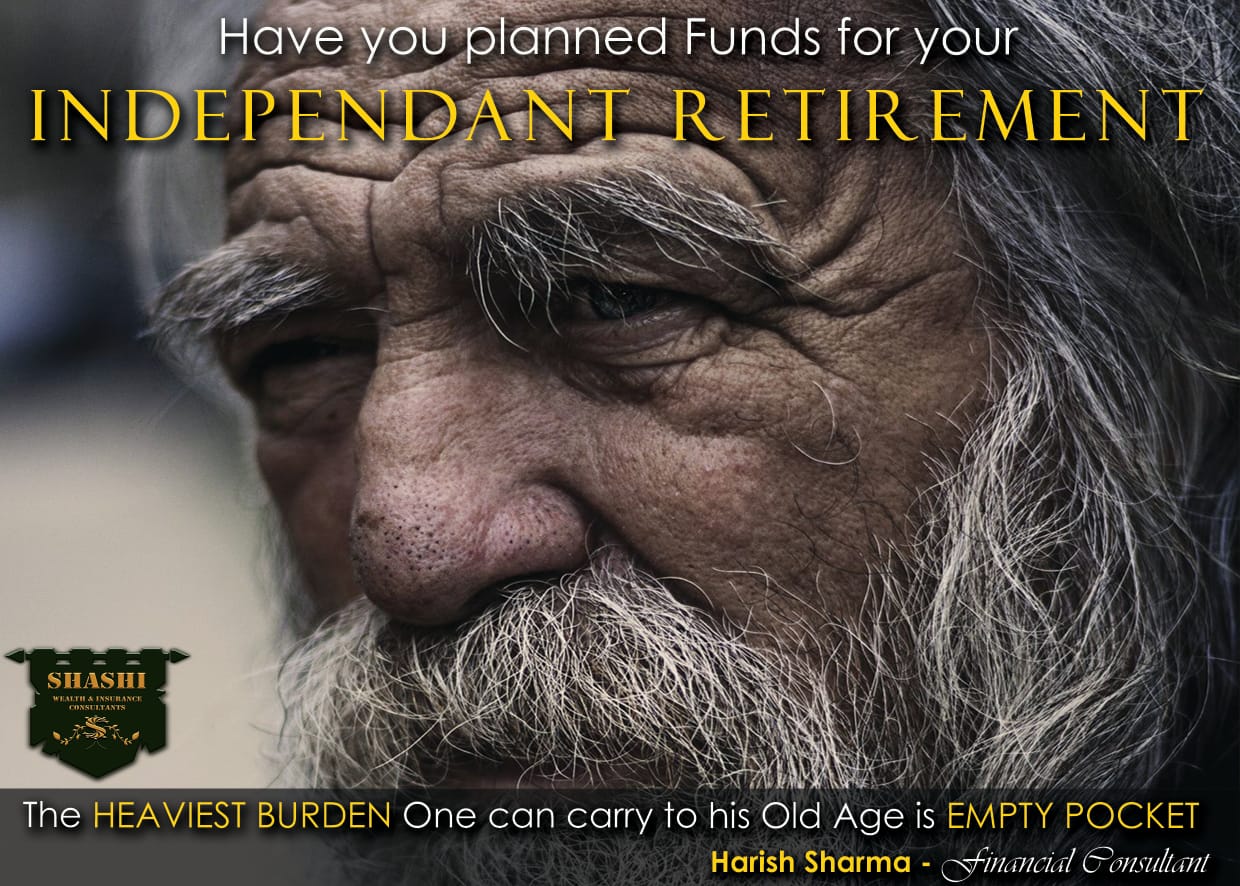 Have you planned Funds for your
INDEPENDANT RETIREMENT
SHASHI
WEALTH & INSURANCE
CONSULTANTS
The HEAVIEST BURDEN One can carry to his Old Age is EMPTY POCKET
Harish Sharma - Financial Consultant